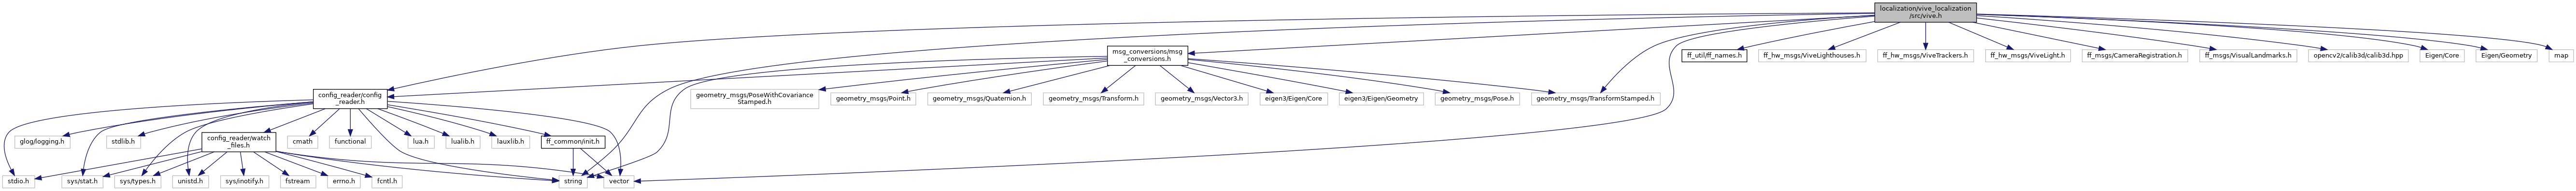 localization/vive_localization
/src/vive.h
msg_conversions/msg
_conversions.h
ff_util/ff_names.h
ff_hw_msgs/ViveLighthouses.h
ff_hw_msgs/ViveTrackers.h
ff_hw_msgs/ViveLight.h
ff_msgs/CameraRegistration.h
ff_msgs/VisualLandmarks.h
opencv2/calib3d/calib3d.hpp
Eigen/Core
Eigen/Geometry
map
config_reader/config
_reader.h
geometry_msgs/PoseWithCovariance
Stamped.h
geometry_msgs/Point.h
geometry_msgs/Quaternion.h
geometry_msgs/Transform.h
geometry_msgs/Vector3.h
eigen3/Eigen/Core
eigen3/Eigen/Geometry
geometry_msgs/Pose.h
geometry_msgs/TransformStamped.h
glog/logging.h
stdlib.h
config_reader/watch
_files.h
cmath
functional
lua.h
lualib.h
lauxlib.h
ff_common/init.h
stdio.h
sys/stat.h
sys/types.h
unistd.h
sys/inotify.h
fstream
errno.h
fcntl.h
string
vector